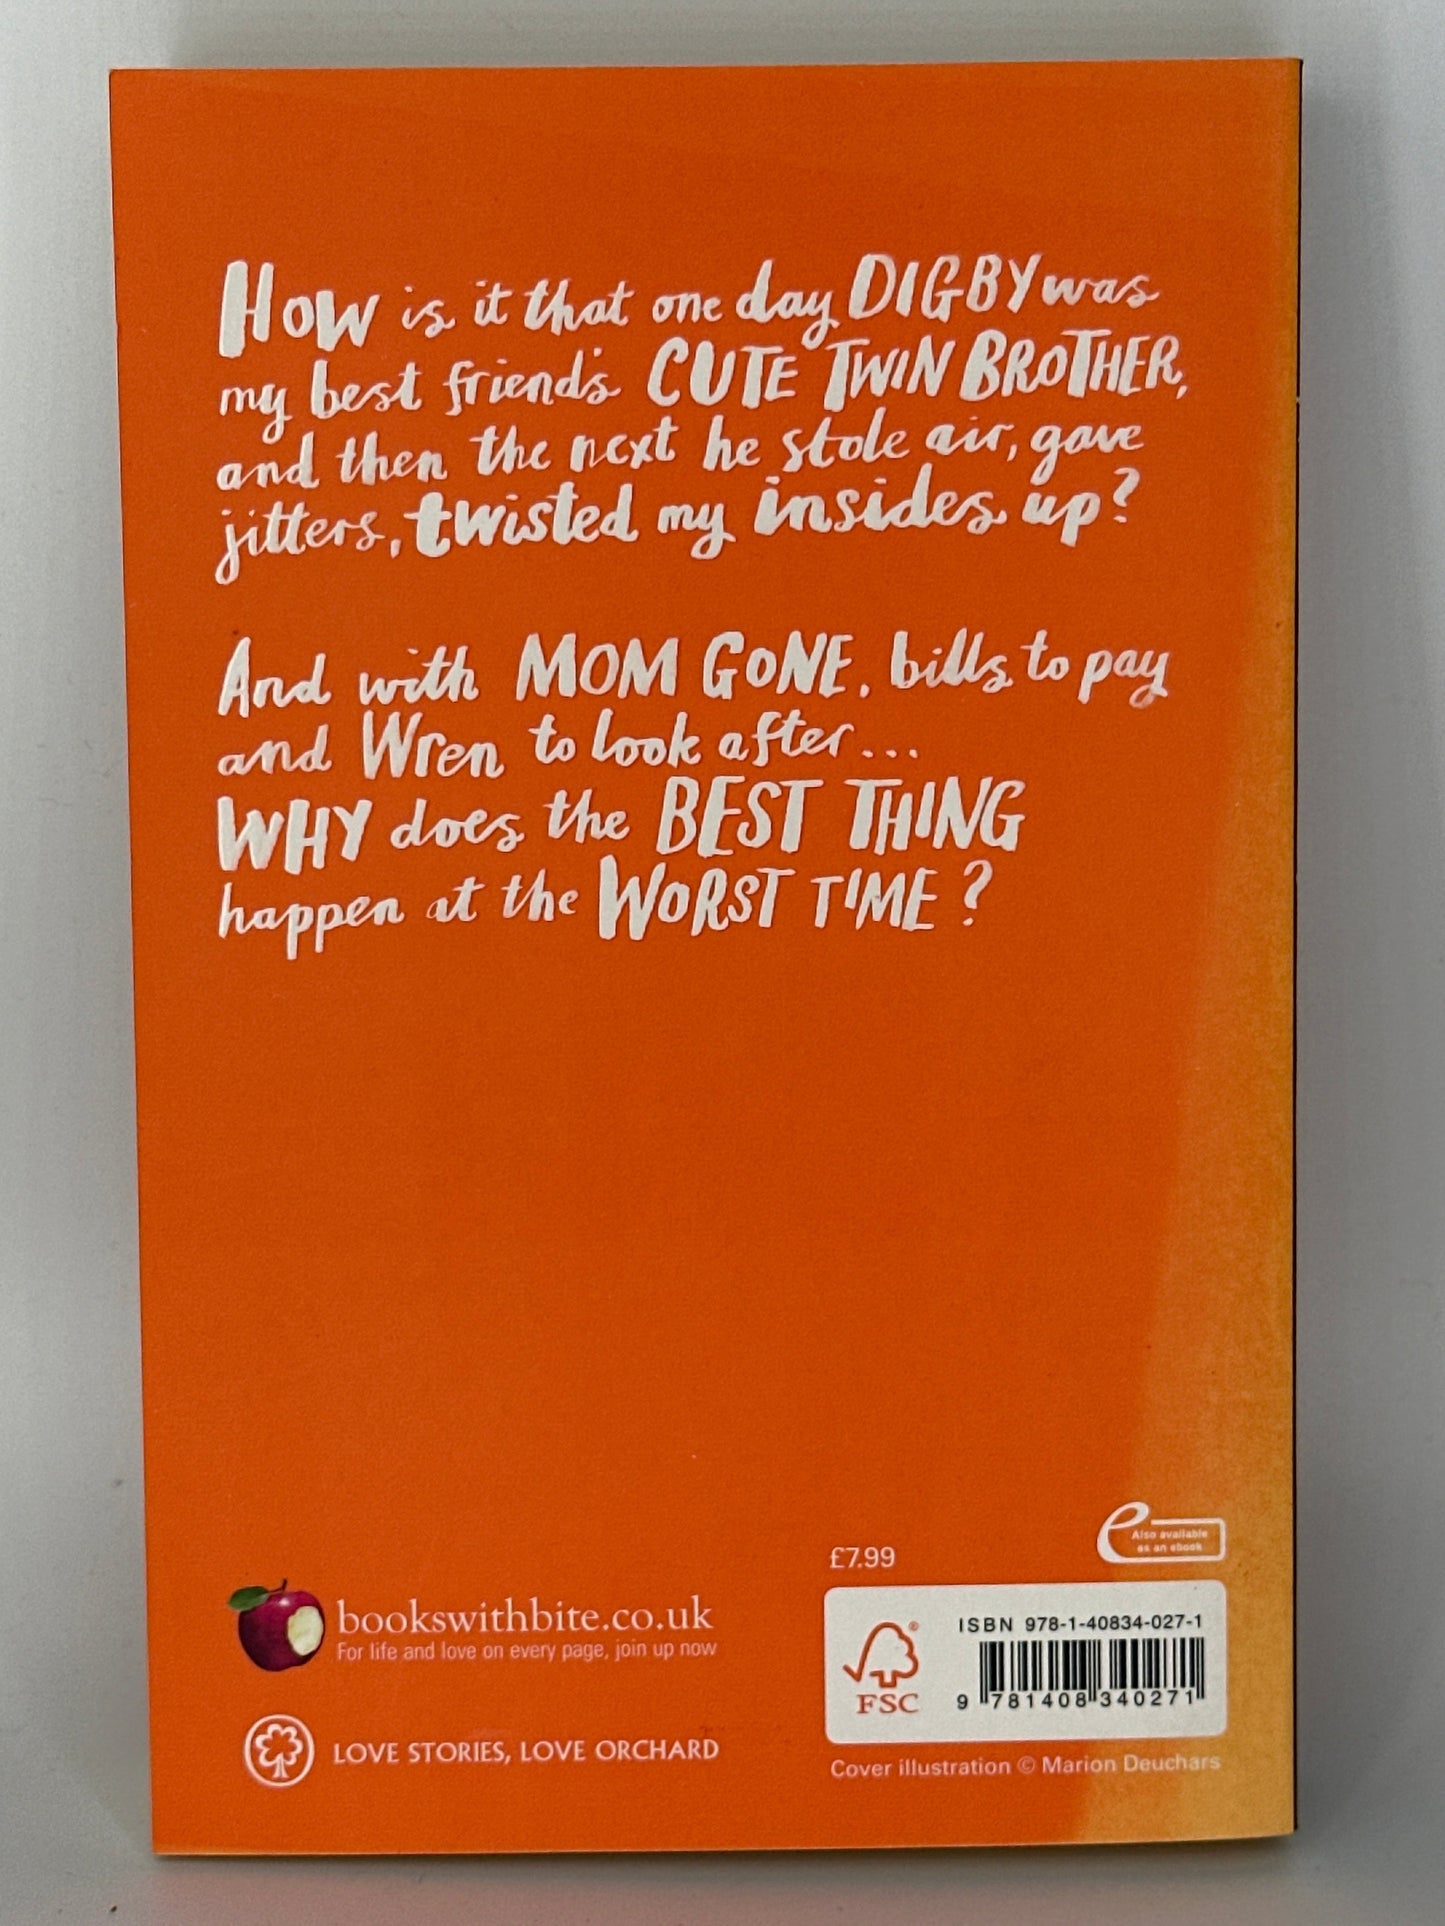 HOW is it that one day DIGBY was
my best friend's CUTE TWIN BROTHER,
and then the next he stole air, gave
jitters, twisted my insides up?
And with MOM GONE, bills to pay
and Wren to look after...
WHY does the BEST THING
happen at the WORST TIME?
£7.99
Also available
as an ebook
bookswithbite.co.uk
For life and love on every page, join up now
LOVE STORIES, LOVE ORCHARD
ISBN 978-1-40834-027-1
FSC ®
9 781408 340271
Cover illustration © Marion Deuchars